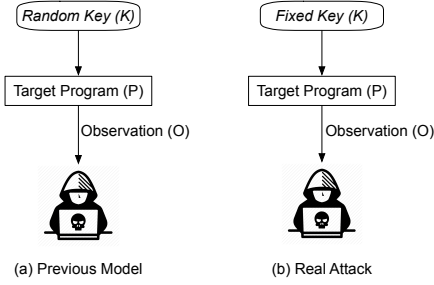 Random Key (K)
Target Program (P)
Observation (O)
(a) Previous Model
Fixed Key (K)
Target Program (P)
Observation (O)
(b) Real Attack